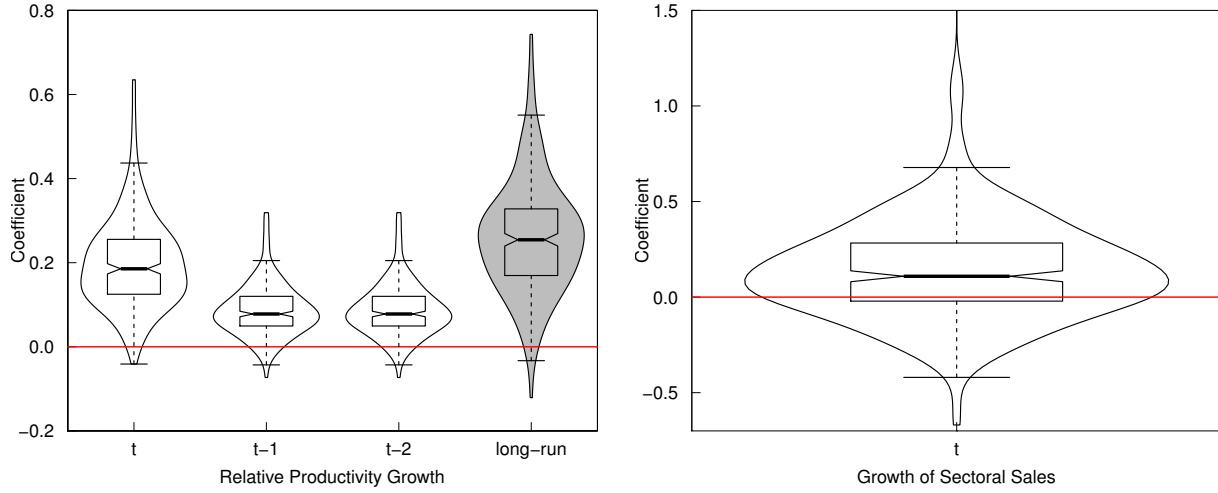 0.8
0.6
0.4
0.2
0.0
−0.2
Coefficient
t
t−1
t−2
long−run
Relative Productivity Growth
1.5
1.0
0.5
0.0
−0.5
Coefficient
t
Growth of Sectoral Sales